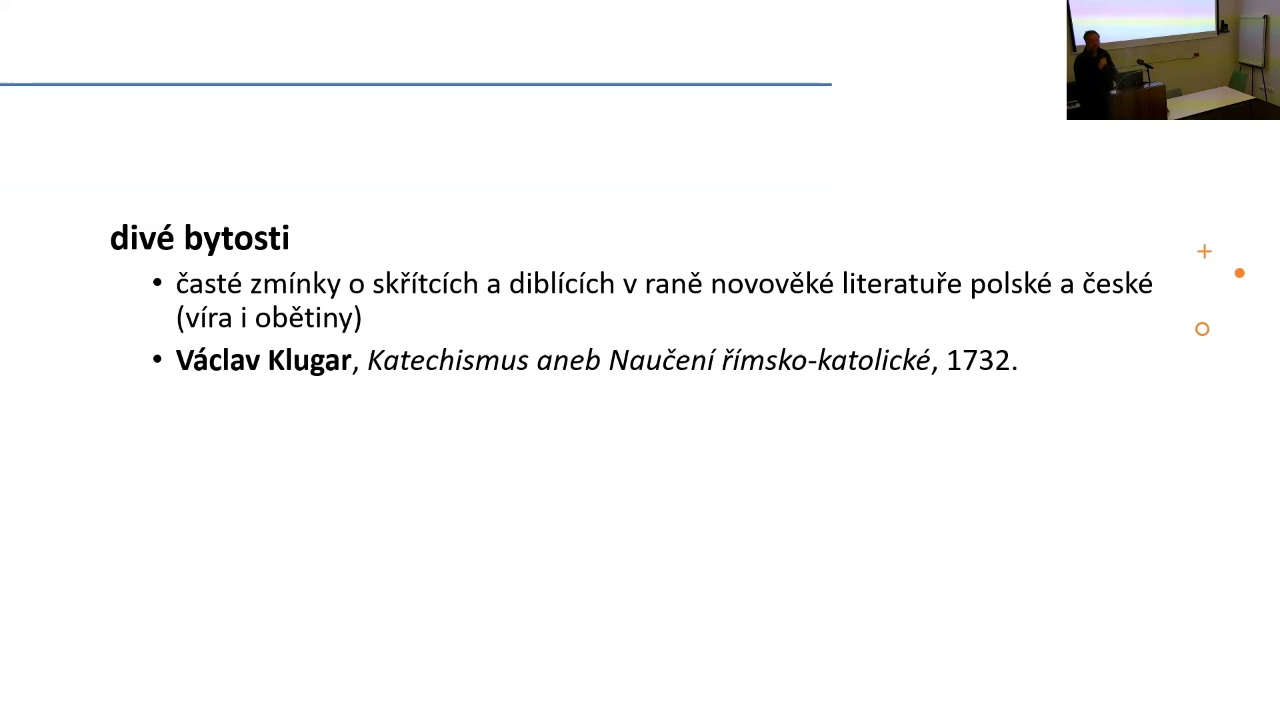 divé bytosti
• časté zmínky o skřítcích a diblících v raně novověké literatuře polské a české
(víra i obětiny)
• Václav Klugar, Katechismus aneb Naučení římsko-katolické, 1732.